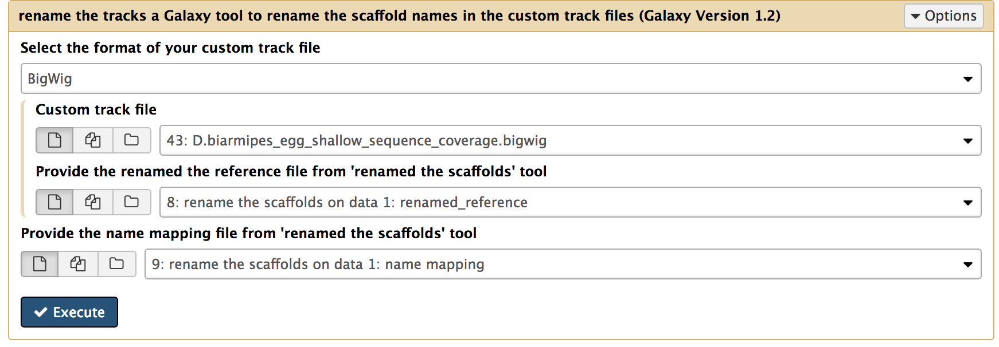 rename the tracks a Galaxy tool to rename the scaffold names in the custom track files (Galaxy Version 1.2)
Options
Select the format of your custom track file
BigWig
Custom track file
43: D.biarmipes_egg_shallow_sequence_coverage.bigwig
Provide the renamed the reference file from 'renamed the scaffolds' tool
8: rename the scaffolds on data 1: renamed_reference
Provide the name mapping file from 'renamed the scaffolds' tool
9: rename the scaffolds on data 1: name mapping
Execute